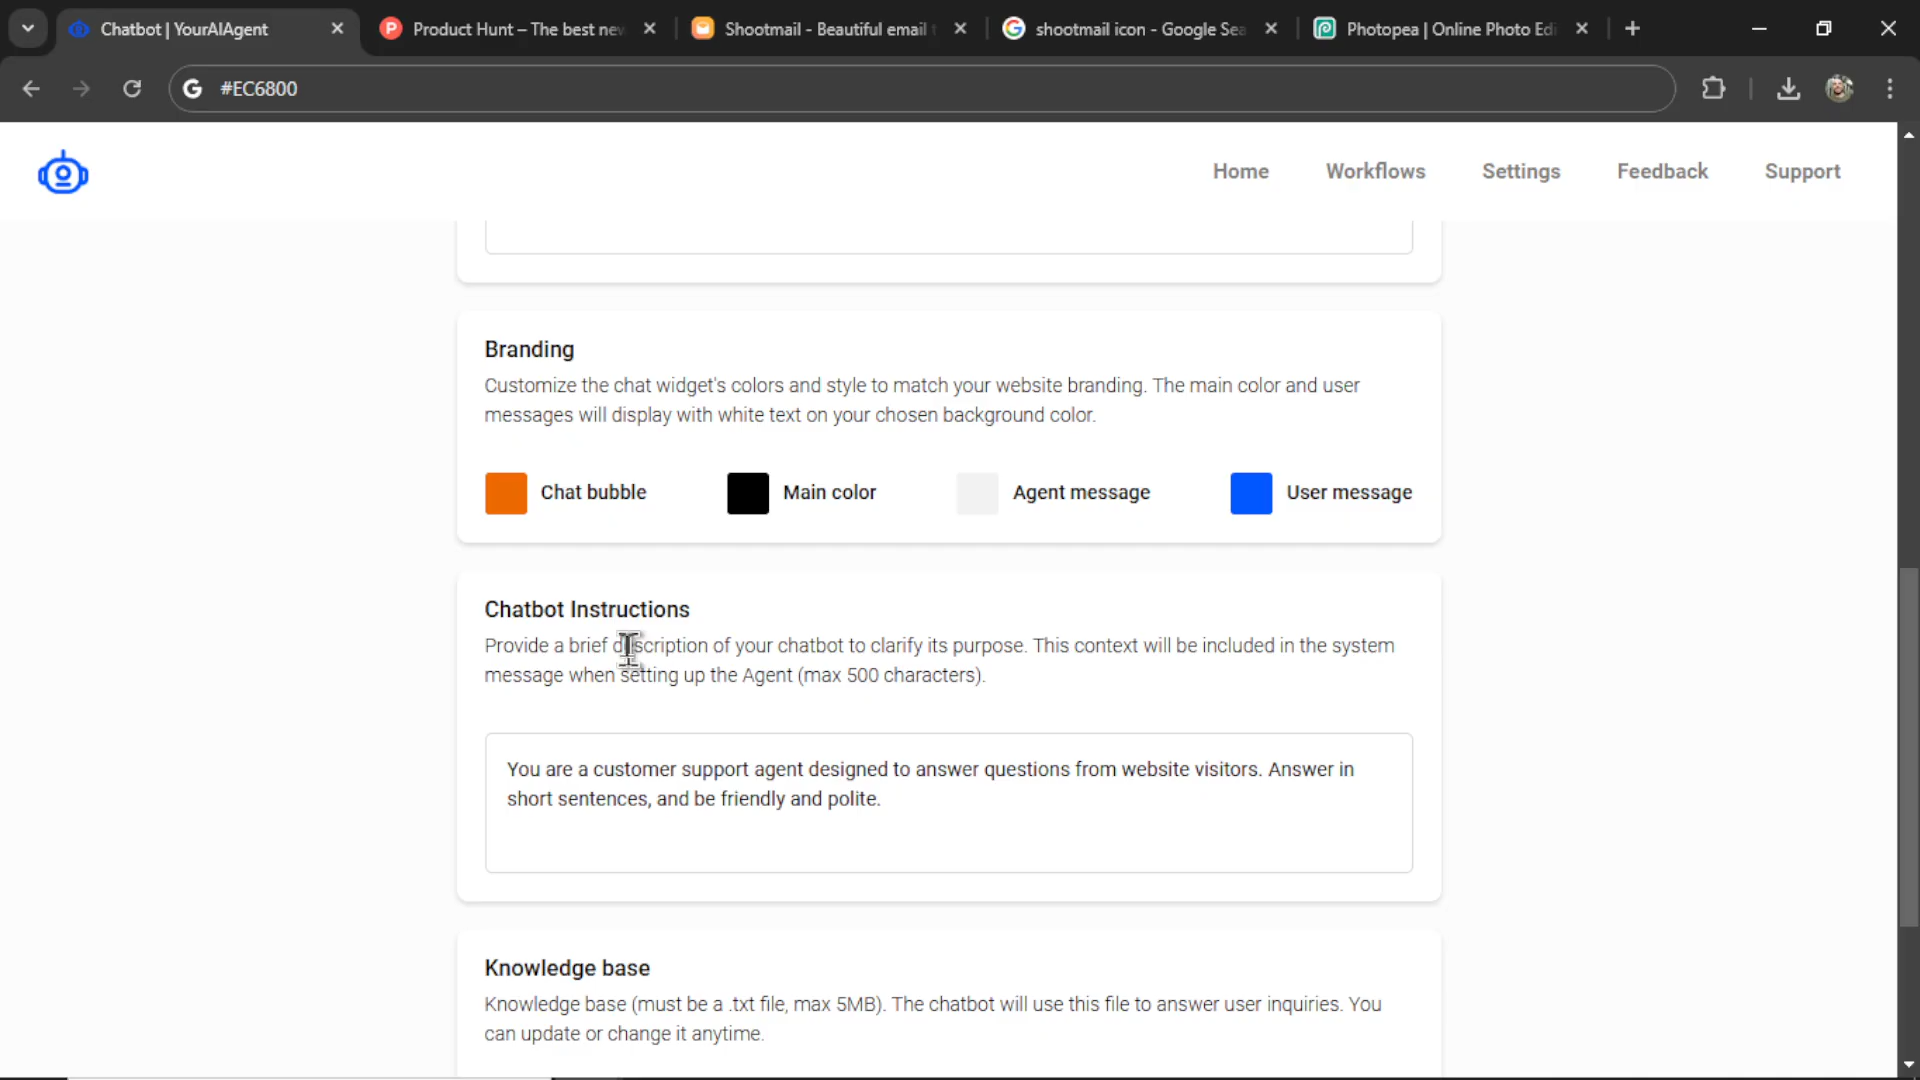 Chatbot | YourAIAgent
Product Hunt – The best new
Shootmail - Beautiful email
shootmail icon - Google Sea
Photopea | Online Photo Edi
#EC6800
Home
Workflows
Settings
Feedback
Support
Branding
Customize the chat widget's colors and style to match your website branding. The main color and user
messages will display with white text on your chosen background color.
Chat bubble
Main color
Agent message
User message
Chatbot Instructions
Provide a brief description of your chatbot to clarify its purpose. This context will be included in the system
message when setting up the Agent (max 500 characters).
You are a customer support agent designed to answer questions from website visitors. Answer in
short sentences, and be friendly and polite.
Knowledge base
Knowledge base (must be a .txt file, max 5MB). The chatbot will use this file to answer user inquiries. You
can update or change it anytime.